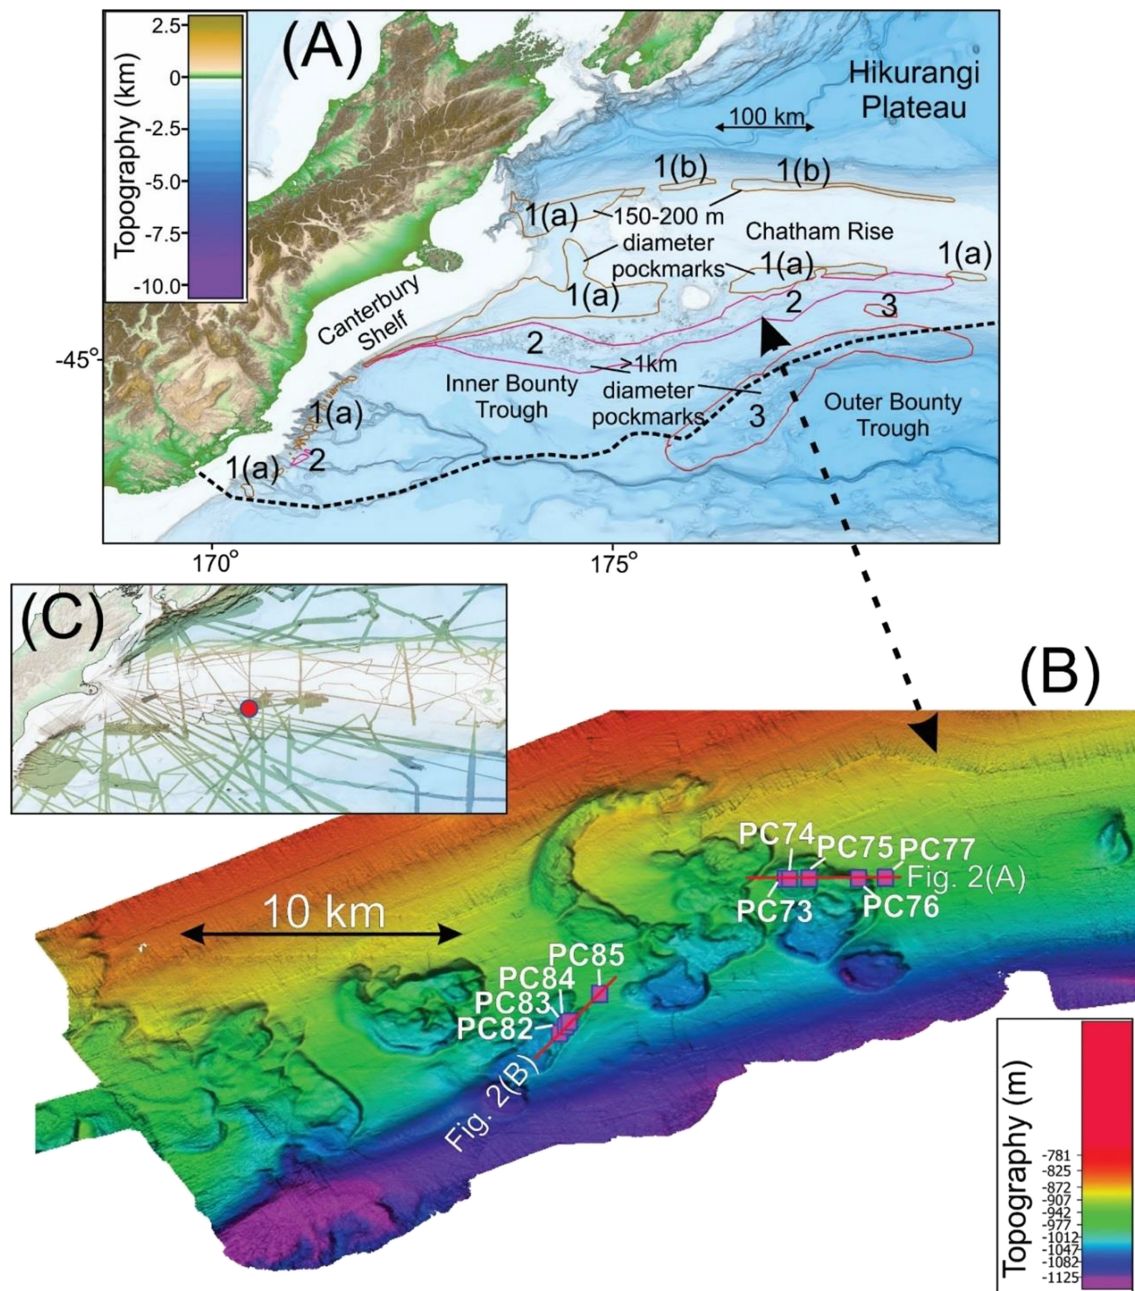 (A)
Topography (km)
2.5
0
-2.5
-5.0
-7.5
-10.0
Hikurangi
Plateau
100 km
1(b)
1(b)
1(a)
150-200 m
diameter
pockmarks
Chatham Rise
1(a)
1(a)
1(a)
Canterbury
Shelf
2
3
2
>1km
diameter
pockmarks
Inner Bounty
Trough
3
Outer Bounty
Trough
1(a)
2
1(a)
-45°
170°
175°
(C)
(B)
10 km
PC74
PC75
PC77
Fig. 2(A)
PC73
PC76
PC85
PC84
PC83
PC82
Fig. 2(B)
Topography (m)
-781
-825
-872
-907
-942
-977
-1012
-1047
-1082
-1125